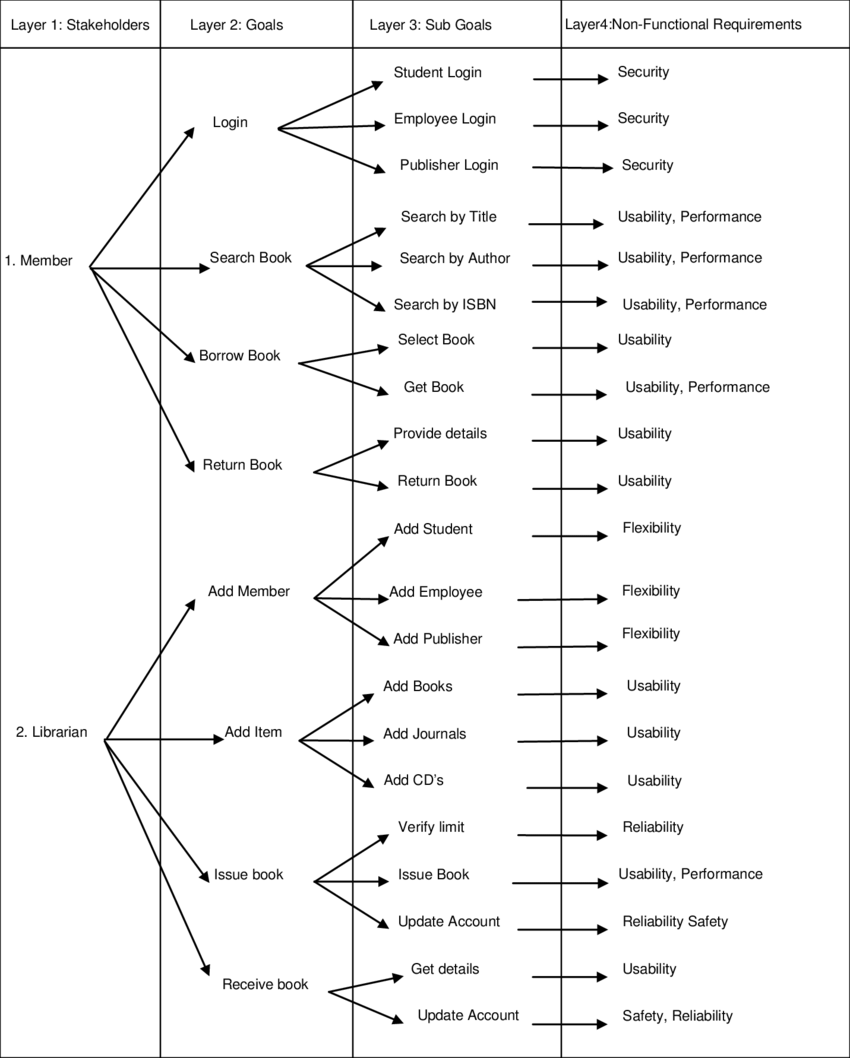 Layer 1: Stakeholders Layer 2: Goals Layer 3: Sub Goals Layer4:Non-Functional Requirements
Student Login Security
Login Employee Login Security
Publisher Login Security
Search by Title Usability, Performance
1. Member Search Book Search by Author Usability, Performance
Search by ISBN Usability, Performance
Select Book Usability
Borrow Book
Get Book Usability, Performance
Provide details Usability
Return Book
Return Book Usability
Add Student Flexibility
Add Member Add Employee Flexibility
Add Publisher Flexibility
Add Books Usability
2. Librarian Add Item Add Journals Usability
Add CD's Usability
Verify limit Reliability
Issue book Issue Book Usability, Performance
Update Account Reliability Safety
Get details Usability
Receive book
Update Account Safety, Reliability